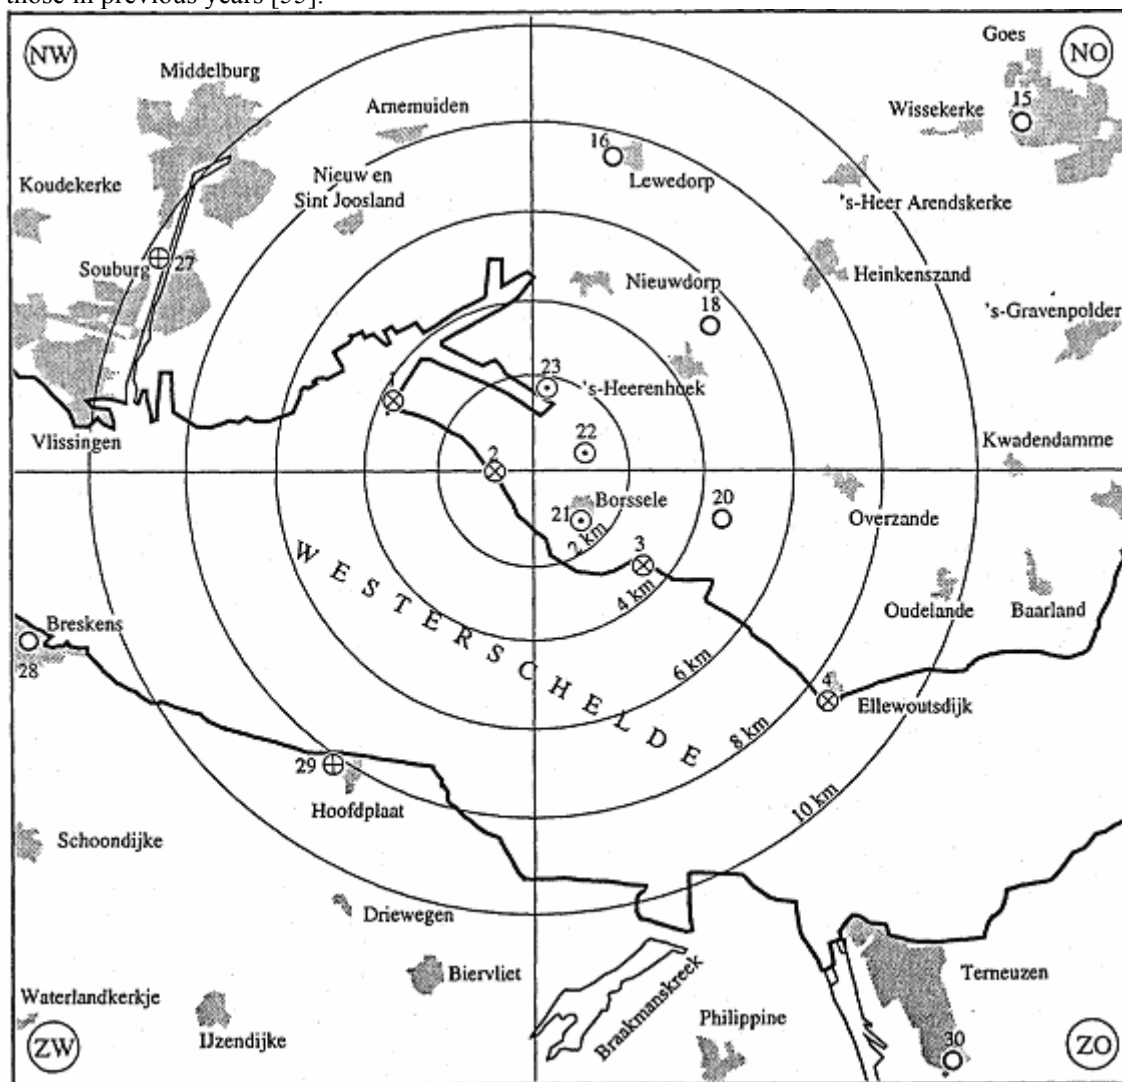 those in previous years [55].
NW
NO
Goes
Middelburg
15
Arnemuiden
Wissekerke
16
Koudekerke
Nieuw en
Sint Joosland
Lewedorp
's-Heer Arendskerke
Souburg
27
Nieuwdorp
Heinkenszand
18
's-Gravenpolder
23
's-Heerenhoek
1
Vlissingen
22
Kwadendamme
2
Borssele
21
20
Overzande
2 km
3
WESTERSCHELDE
4 km
Oudelande
Baarland
Breskens
28
6 km
4
Ellewoutsdijk
8 km
29
Hoofdplaat
10 km
Schoondijke
Driewegen
Biervliet
Terneuzen
Waterlandkerkje
Braakmanskreek
Philippine
IJzendijke
ZW
ZO
30